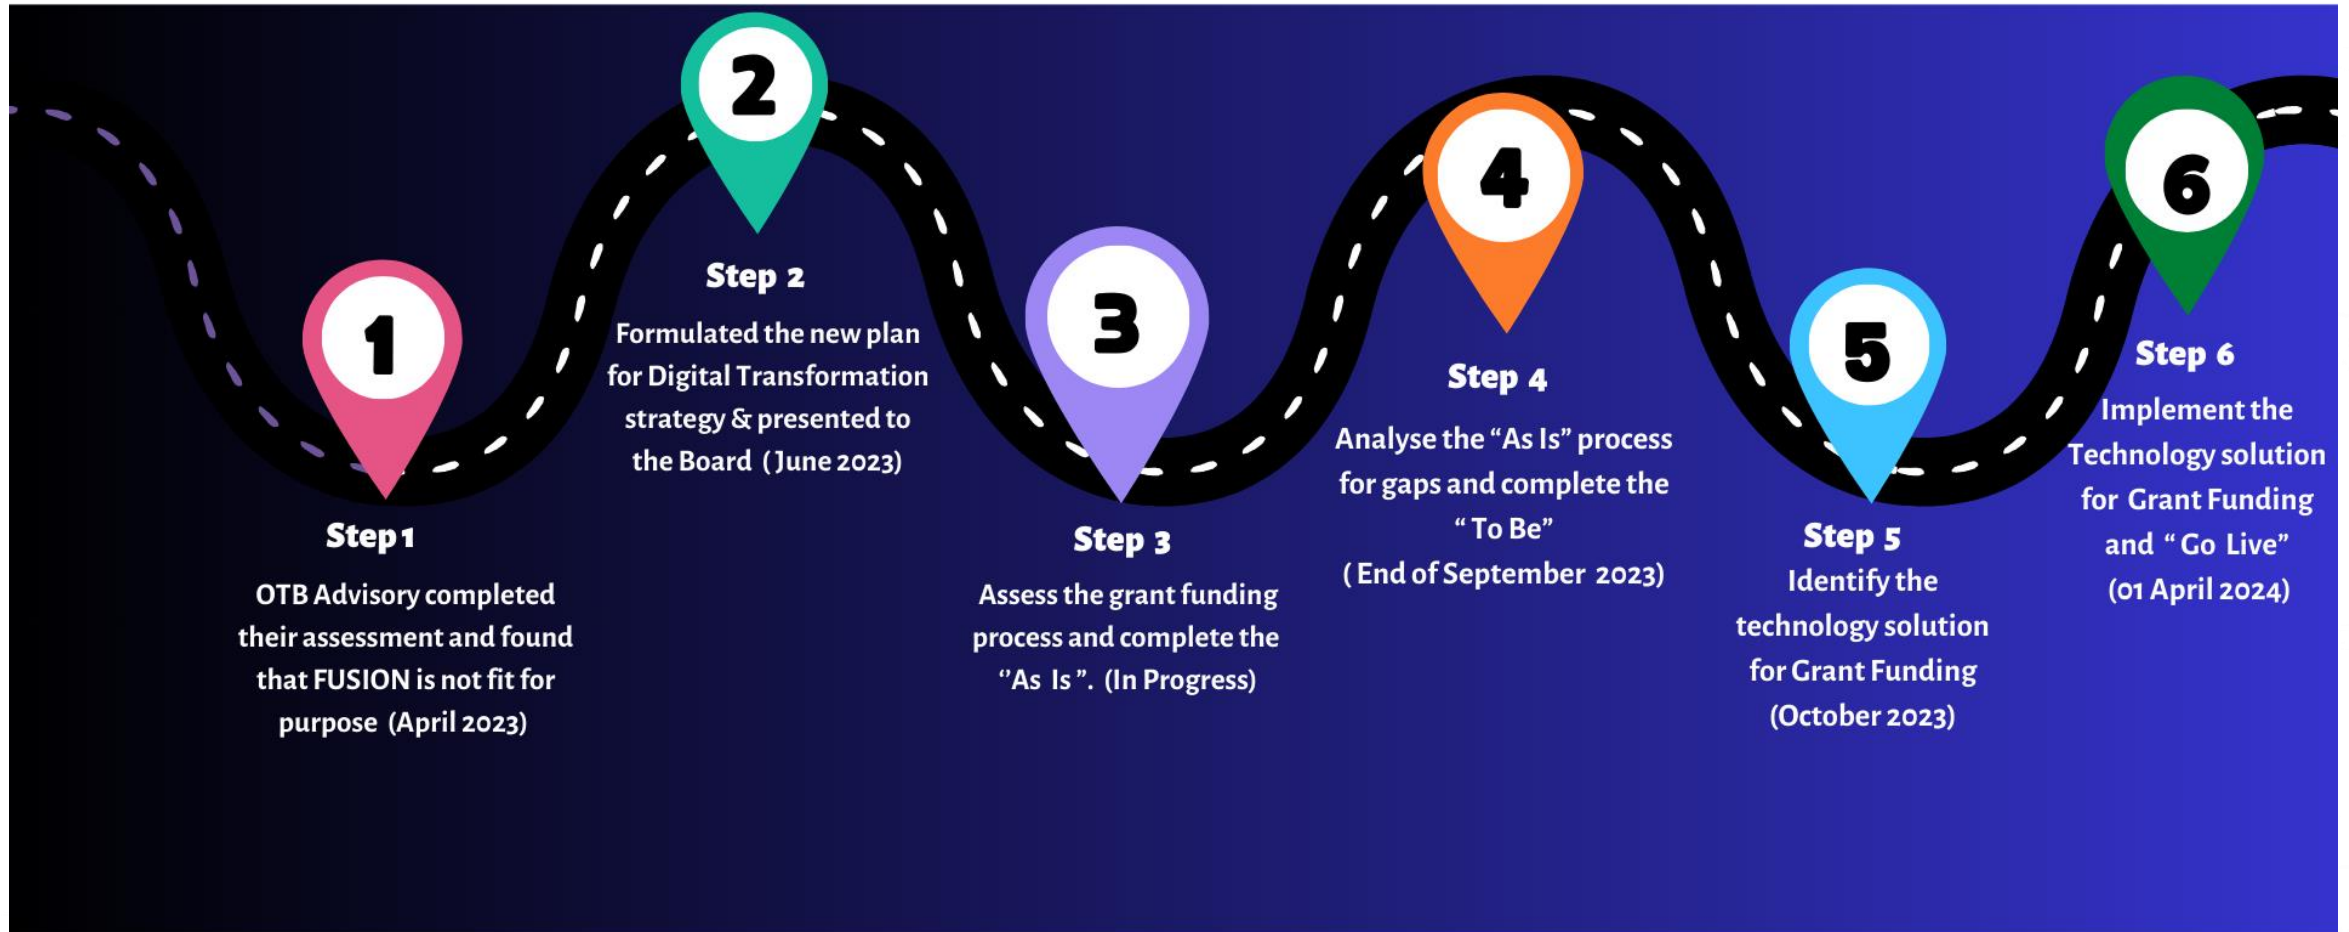 1
Step 1
OTB Advisory completed
their assessment and found
that FUSION is not fit for
purpose (April 2023)
2
Step 2
Formulated the new plan
for Digital Transformation
strategy & presented to
the Board ( June 2023)
3
Step 3
Assess the grant funding
process and complete the
‘’As Is ”. (In Progress)
4
Step 4
Analyse the “As Is” process
for gaps and complete the
“ To Be”
( End of September 2023)
5
Step 5
Identify the
technology solution
for Grant Funding
(October 2023)
6
Step 6
Implement the
Technology solution
for Grant Funding
and “ Go Live”
(01 April 2024)